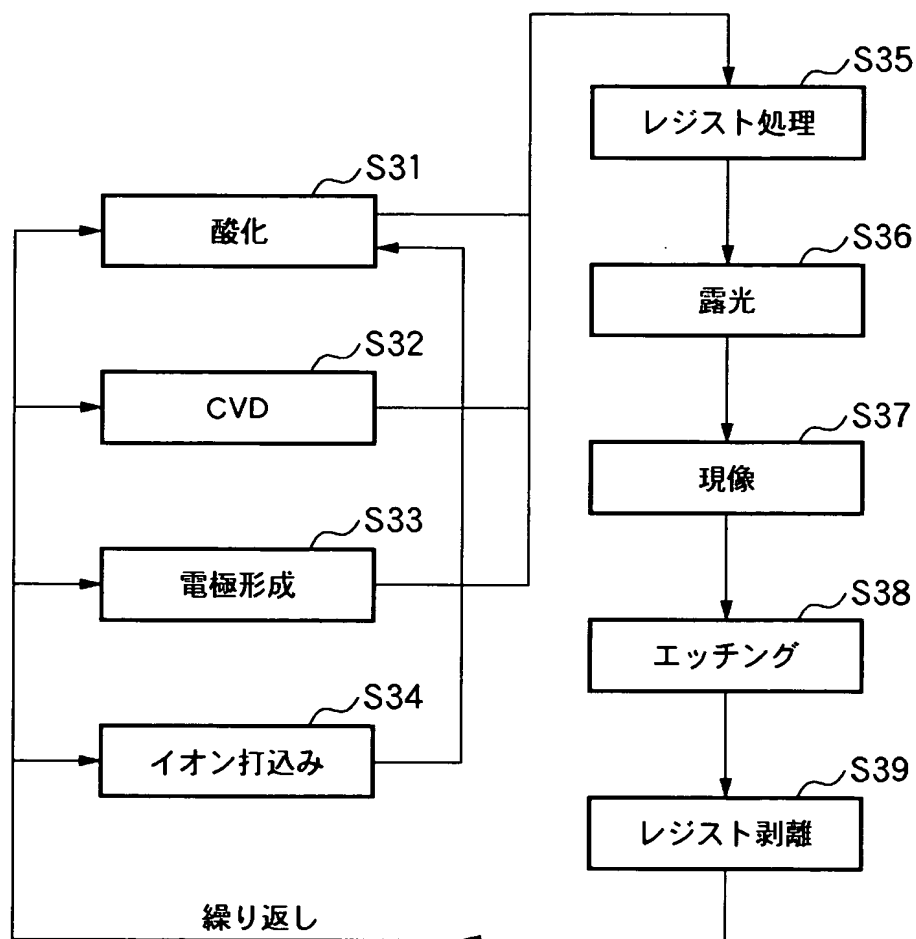 S31
酸化
S32
CVD
S33
電極形成
S34
イオン打込み
S35
レジスト処理
S36
露光
S37
現像
S38
エッチング
S39
レジスト剥離
繰り返し